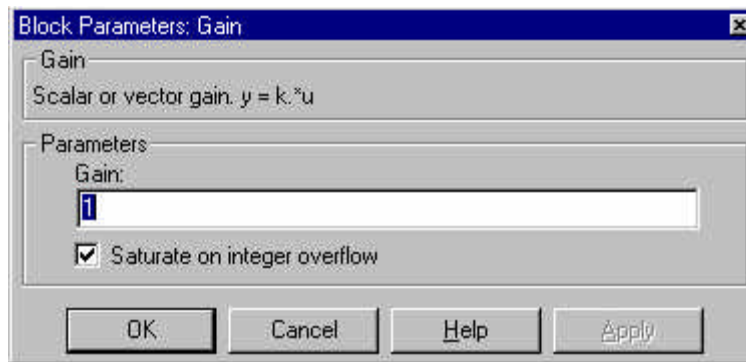 Block Parameters: Gain
Gain
Scalar or vector gain. y = k.*u
Parameters
Gain:
1
Saturate on integer overflow
OK Cancel Help Apply